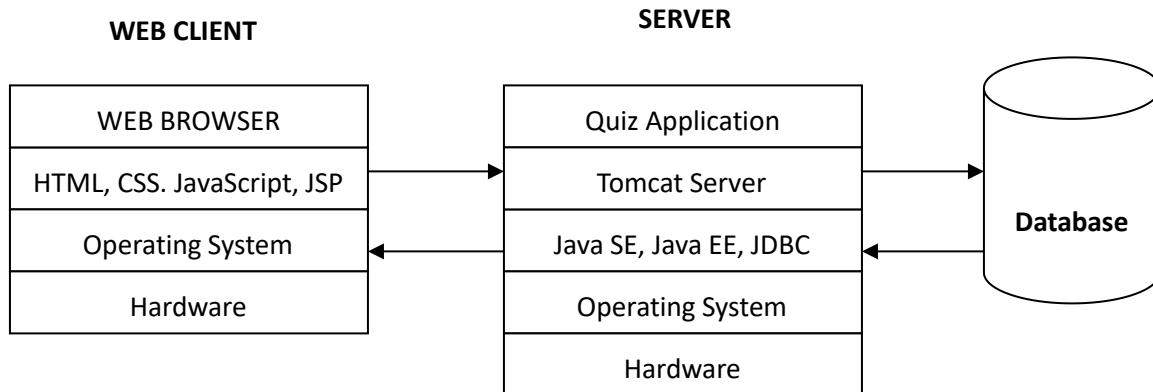 WEB CLIENT
WEB BROWSER
HTML, CSS. JavaScript, JSP
Operating System
Hardware
SERVER
Quiz Application
Tomcat Server
Java SE, Java EE, JDBC
Operating System
Hardware
Database